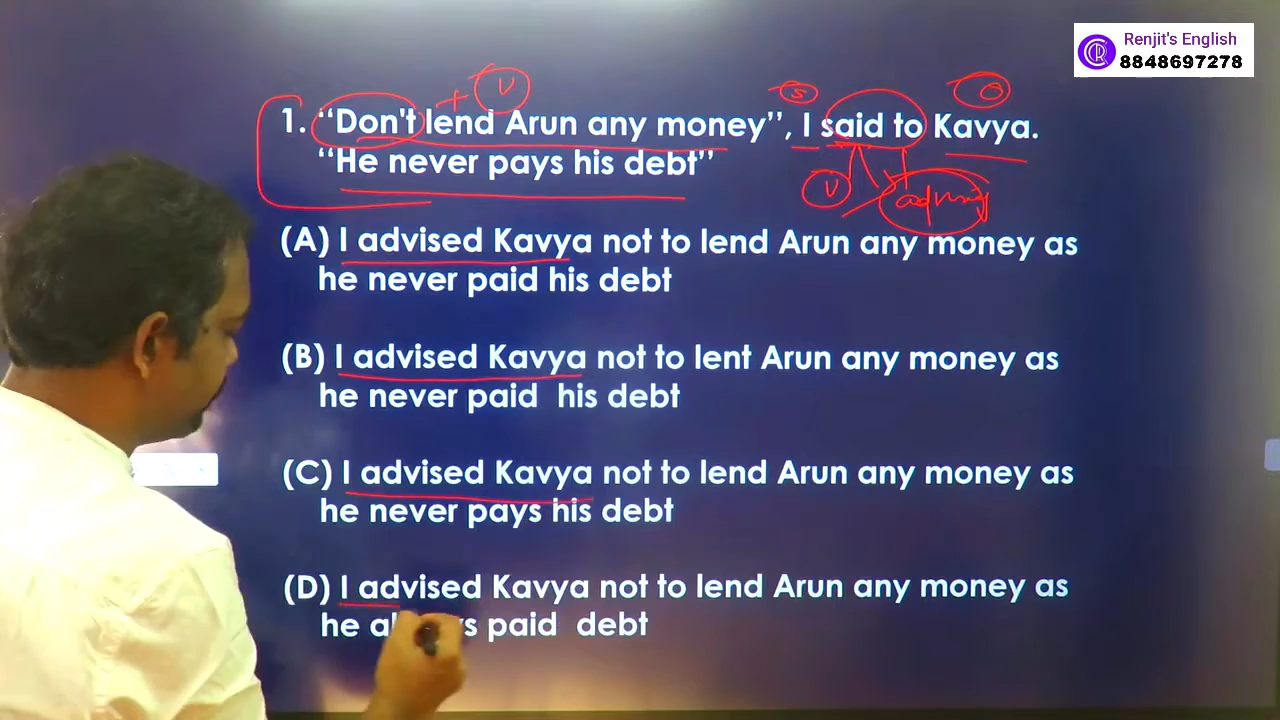 Renjit's English
8848697278
V
+
S
O
1. "Don't lend Arun any money", I said to Kavya.
"He never pays his debt"
V
(A) I advised Kavya not to lend Arun any money as
he never paid his debt
(B) I advised Kavya not to lent Arun any money as
he never paid his debt
(C) I advised Kavya not to lend Arun any money as
he never pays his debt
(D) I advised Kavya not to lend Arun any money as
he paid debt